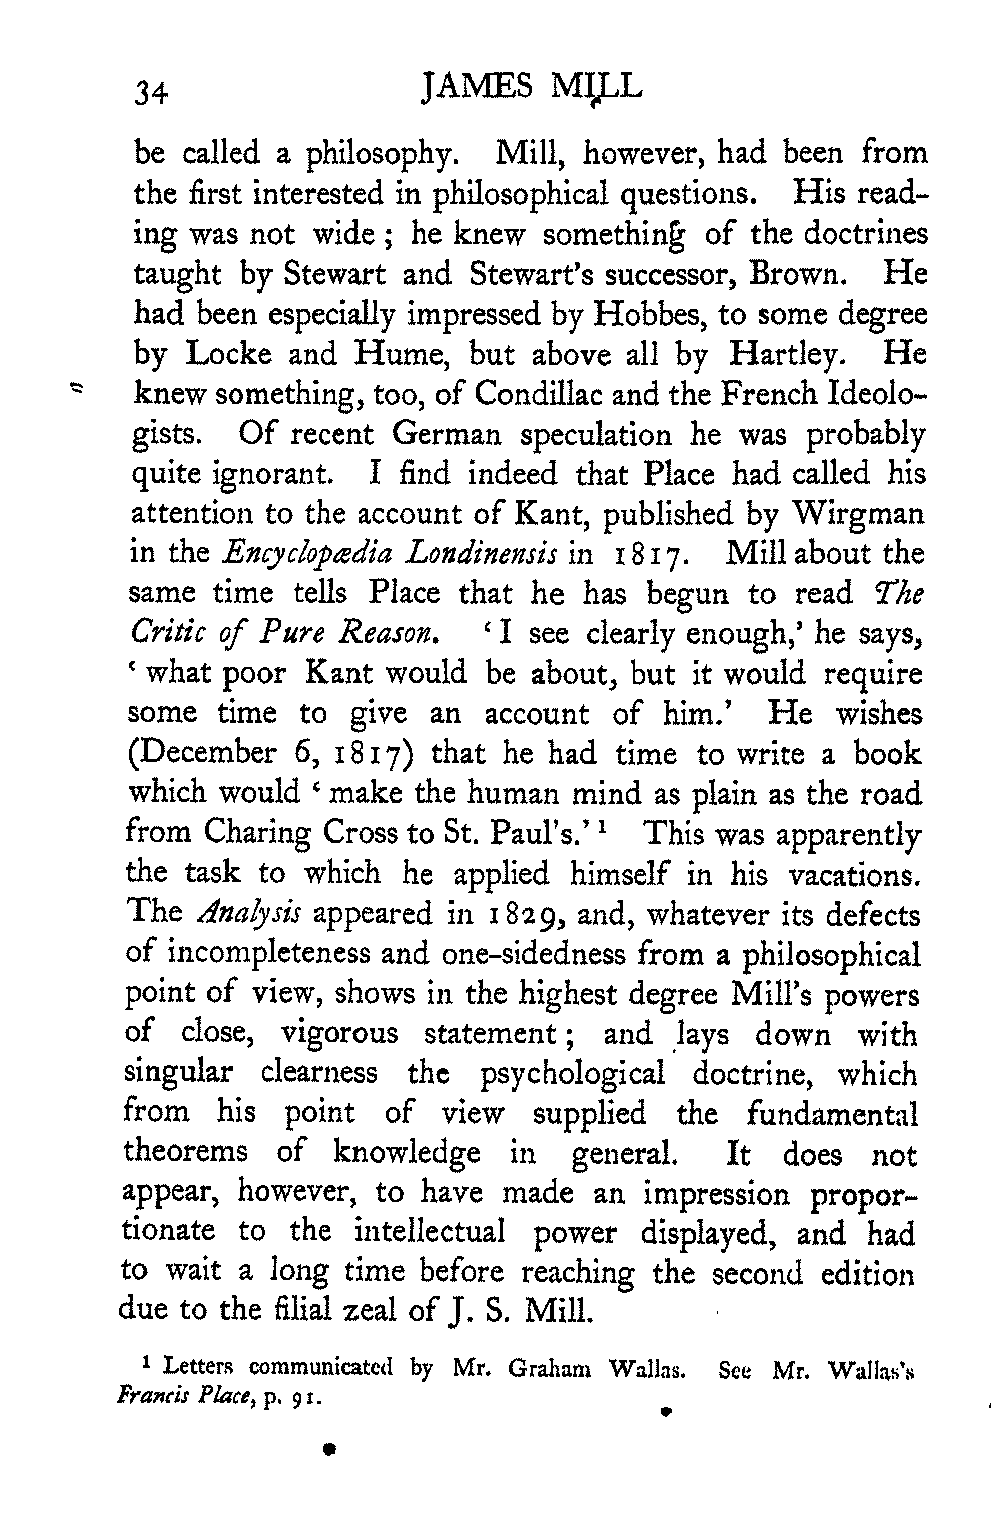 34 JAMES MILL
be called a philosophy. Mill, however, had been from
the first interested in philosophical questions. His read-
ing was not wide ; he knew something of the doctrines
taught by Stewart and Stewart's successor, Brown. He
had been especially impressed by Hobbes, to some degree
by Locke and Hume, but above all by Hartley. He
knew something, too, of Condillac and the French Ideolo-
gists. Of recent German speculation he was probably
quite ignorant. I find indeed that Place had called his
attention to the account of Kant, published by Wirgman
in the Encyclopædia Londinensis in 1817. Mill about the
same time tells Place that he has begun to read The
Critic of Pure Reason. ‘ I see clearly enough,’ he says,
‘ what poor Kant would be about, but it would require
some time to give an account of him.’ He wishes
(December 6, 1817) that he had time to write a book
which would ‘ make the human mind as plain as the road
from Charing Cross to St. Paul's.’ ¹ This was apparently
the task to which he applied himself in his vacations.
The Analysis appeared in 1829, and, whatever its defects
of incompleteness and one-sidedness from a philosophical
point of view, shows in the highest degree Mill's powers
of close, vigorous statement ; and lays down with
singular clearness the psychological doctrine, which
from his point of view supplied the fundamental
theorems of knowledge in general. It does not
appear, however, to have made an impression propor-
tionate to the intellectual power displayed, and had
to wait a long time before reaching the second edition
due to the filial zeal of J. S. Mill.
¹ Letters communicated by Mr. Graham Wallas. See Mr. Wallas's
Francis Place, p. 91.